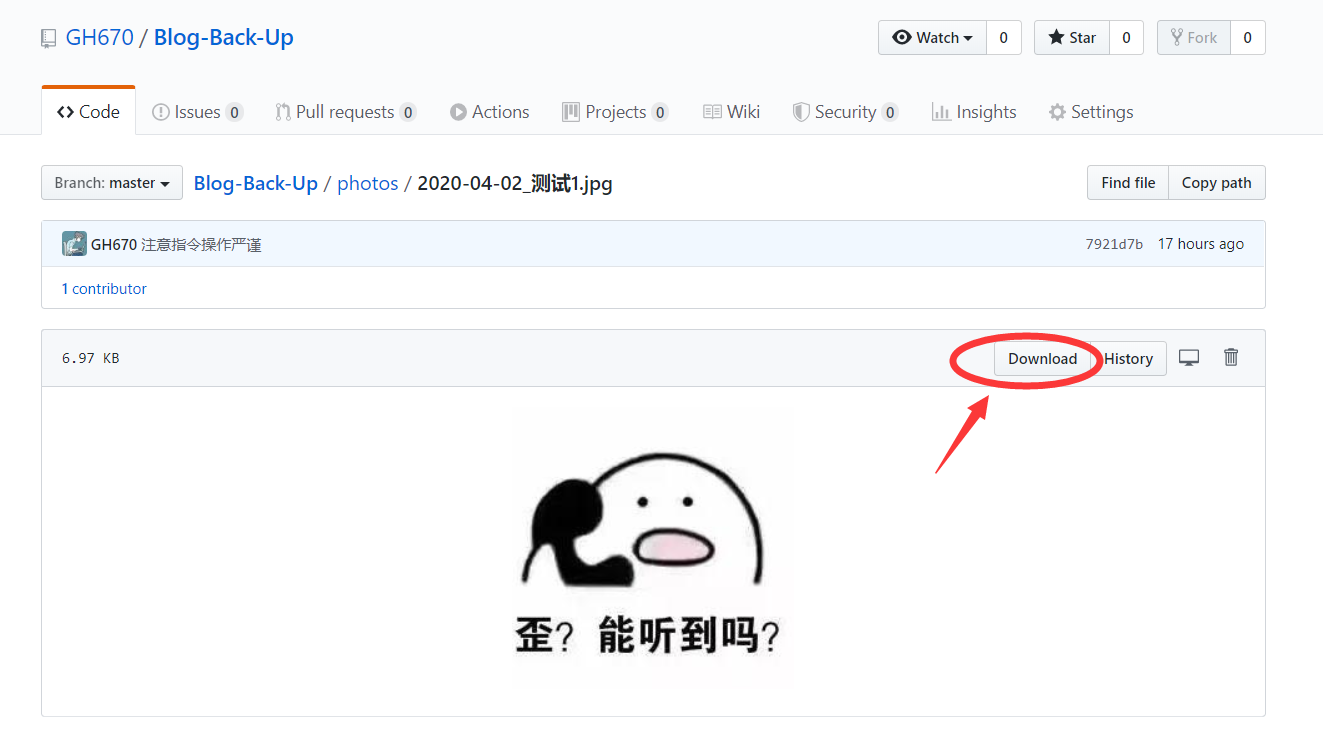 GH670 / Blog-Back-Up
Watch 0 Star 0 Fork 0
Code Issues 0 Pull requests 0 Actions Projects 0 Wiki Security 0 Insights Settings
Branch: master Blog-Back-Up / photos / 2020-04-02_测试1.jpg Find file Copy path
GH670 注意指令操作严谨 7921d7b 17 hours ago
1 contributor
6.97 KB Download History
歪？能听到吗？